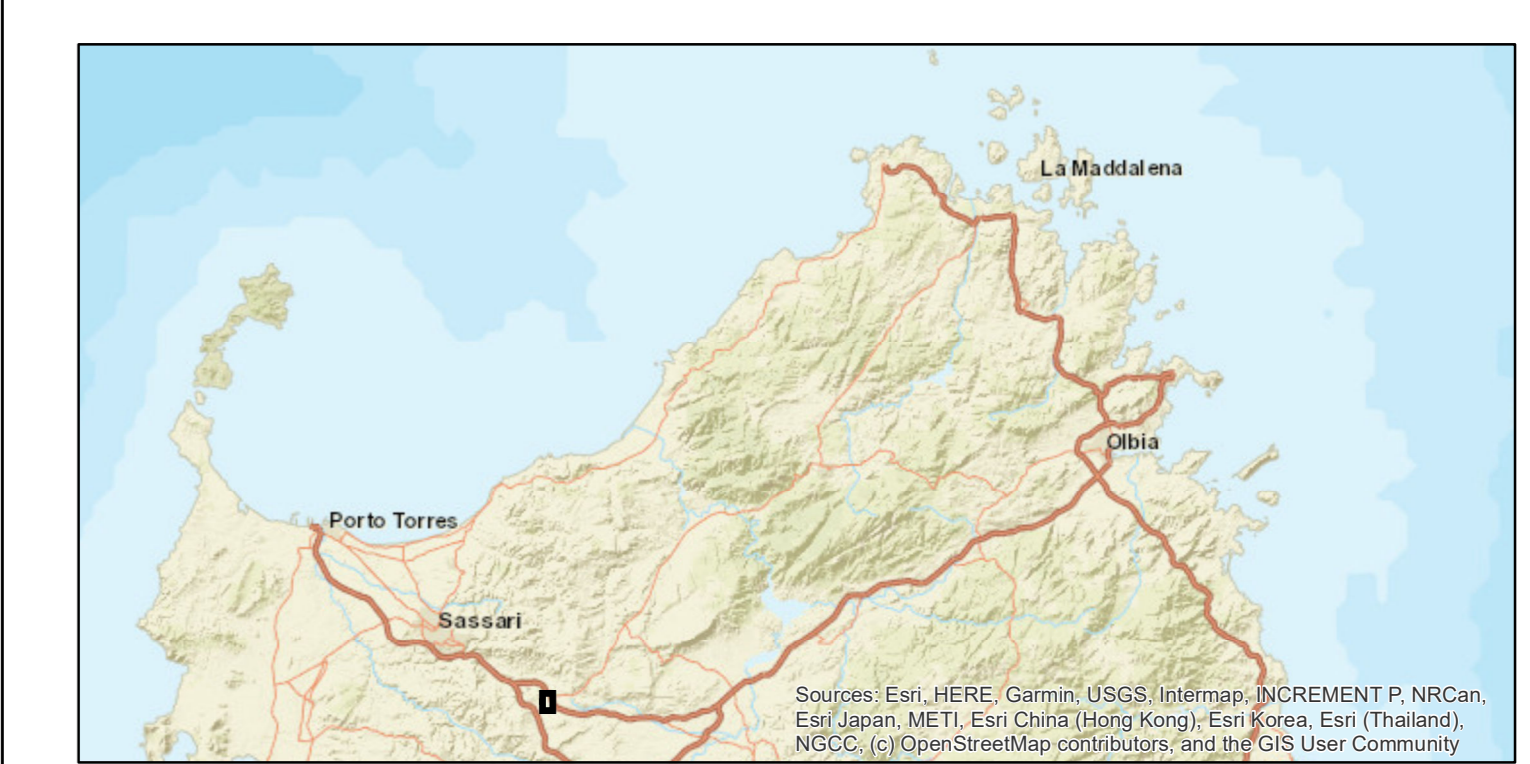 La Maddalena
Olbia
Porto Torres
Sassari
Sources: Esri, HERE, Garmin, USGS, Intermap, INCREMENT P, NRCan,
Esri Japan, METI, Esri China (Hong Kong), Esri Korea, Esri (Thailand),
NGCC, (c) OpenStreetMap contributors, and the GIS User Community